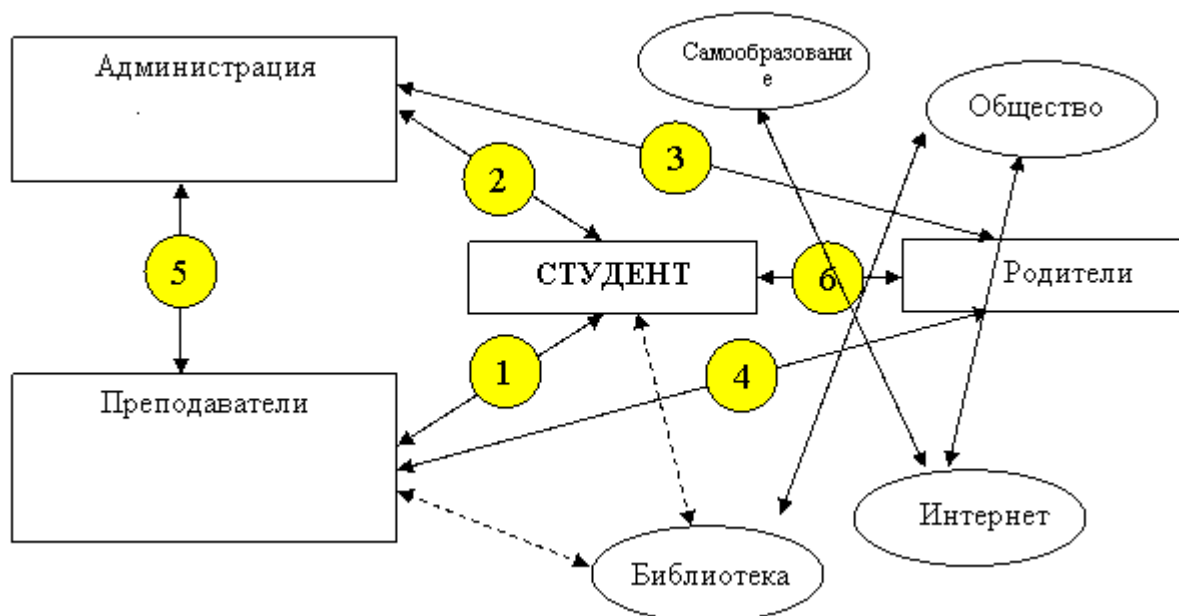 Администрация
Самообразовани
е
Общество
3
2
5
СТУДЕНТ
6
Родители
1
4
Преподаватели
Интернет
Библиотека